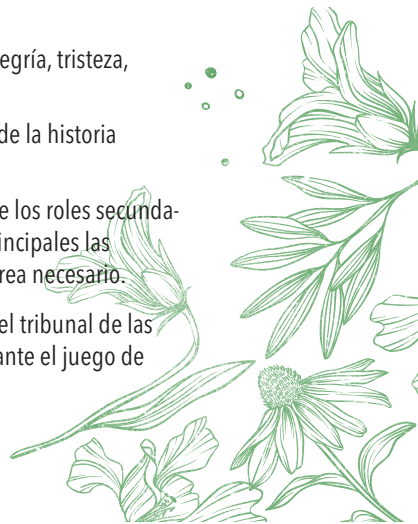 egría, tristeza,
de la historia
e los roles secunda-
incipales las
rea necesario.
el tribunal de las
ante el juego de